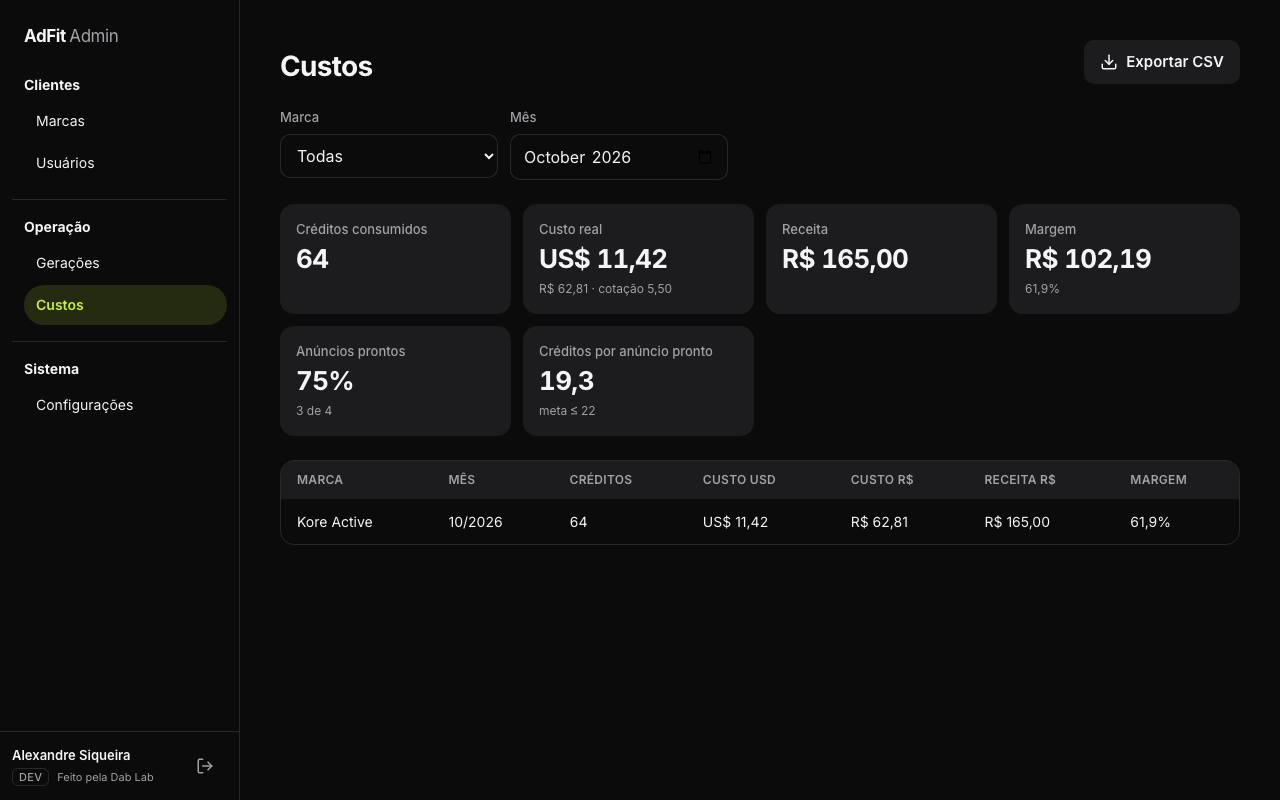 AdFit Admin
Clientes
Marcas
Usuários
Operação
Gerações
Custos
Sistema
Configurações
Alexandre Siqueira
DEV Feito pela Dab Lab
Custos
Exportar CSV
Marca Mês
Todas October 2026
Créditos consumidos
64
Custo real
US$ 11,42
R$ 62,81 · cotação 5,50
Receita
R$ 165,00
Margem
R$ 102,19
61,9%
Anúncios prontos
75%
3 de 4
Créditos por anúncio pronto
19,3
meta ≤ 22
MARCA MÊS CRÉDITOS CUSTO USD CUSTO R$ RECEITA R$ MARGEM
Kore Active 10/2026 64 US$ 11,42 R$ 62,81 R$ 165,00 61,9%